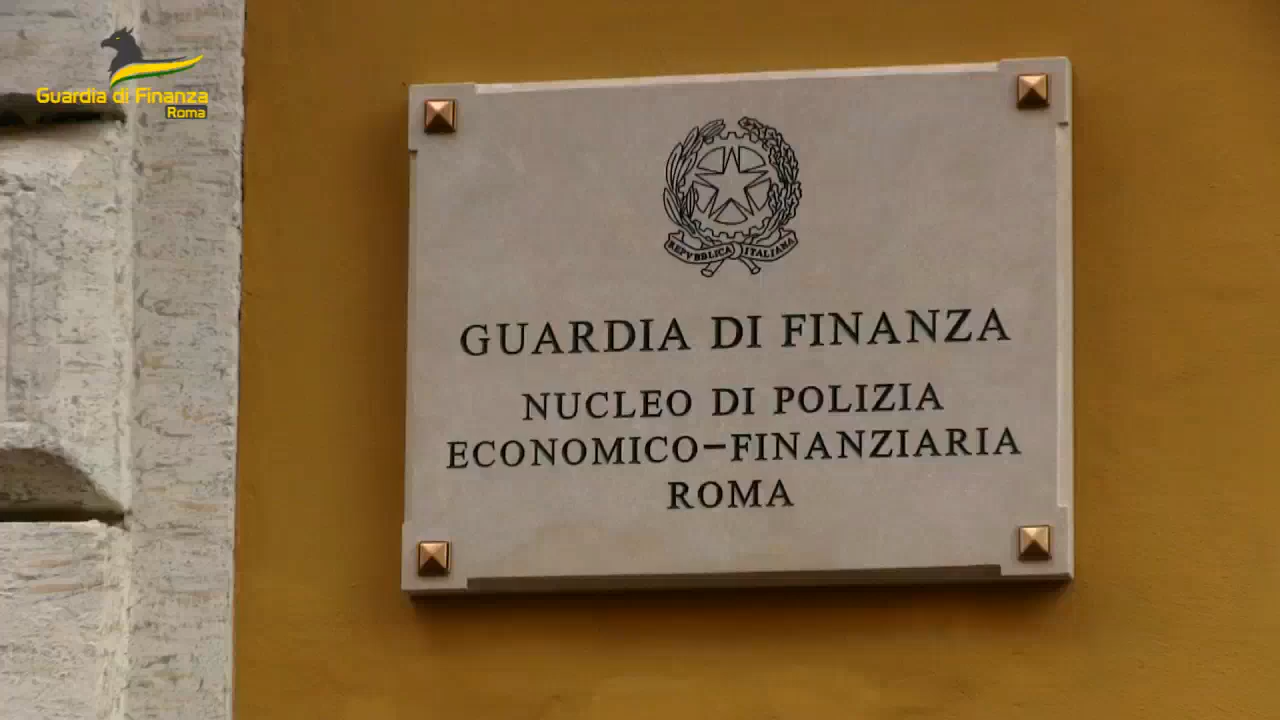 Guardia di Finanza
Roma
REPVBBLICA ITALIANA
GUARDIA DI FINANZA
NUCLEO DI POLIZIA
ECONOMICO-FINANZIARIA
ROMA